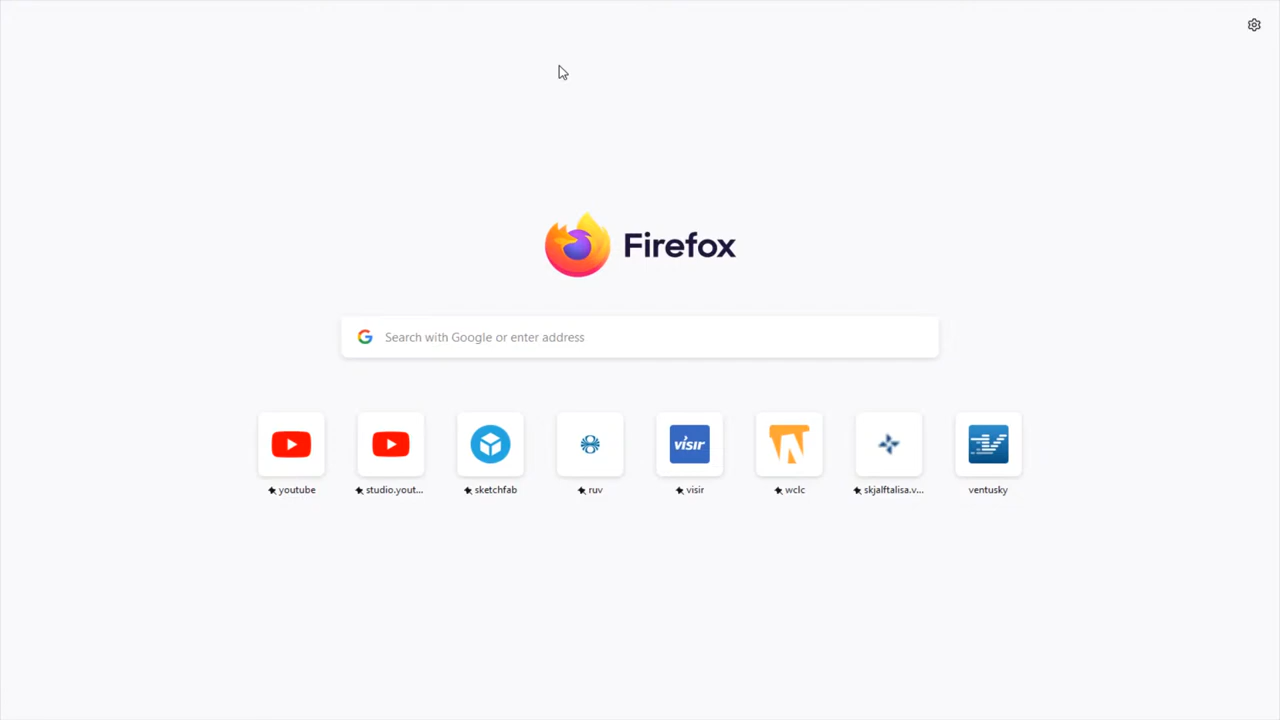 Firefox
Search with Google or enter address
youtube
studio.yout...
sketchfab
ruv
visir
visir
wclc
skjalftalisa.v...
ventusky